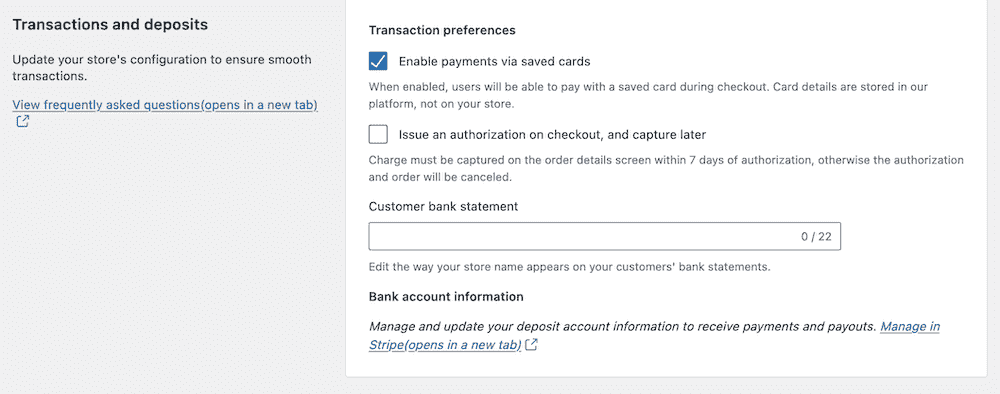 Transactions and deposits
Update your store's configuration to ensure smooth
transactions.
View frequently asked questions(opens in a new tab)
Transaction preferences
Enable payments via saved cards
When enabled, users will be able to pay with a saved card during checkout. Card details are stored in our
platform, not on your store.
Issue an authorization on checkout, and capture later
Charge must be captured on the order details screen within 7 days of authorization, otherwise the authorization
and order will be canceled.
Customer bank statement
0 / 22
Edit the way your store name appears on your customers' bank statements.
Bank account information
Manage and update your deposit account information to receive payments and payouts. Manage in
Stripe(opens in a new tab)